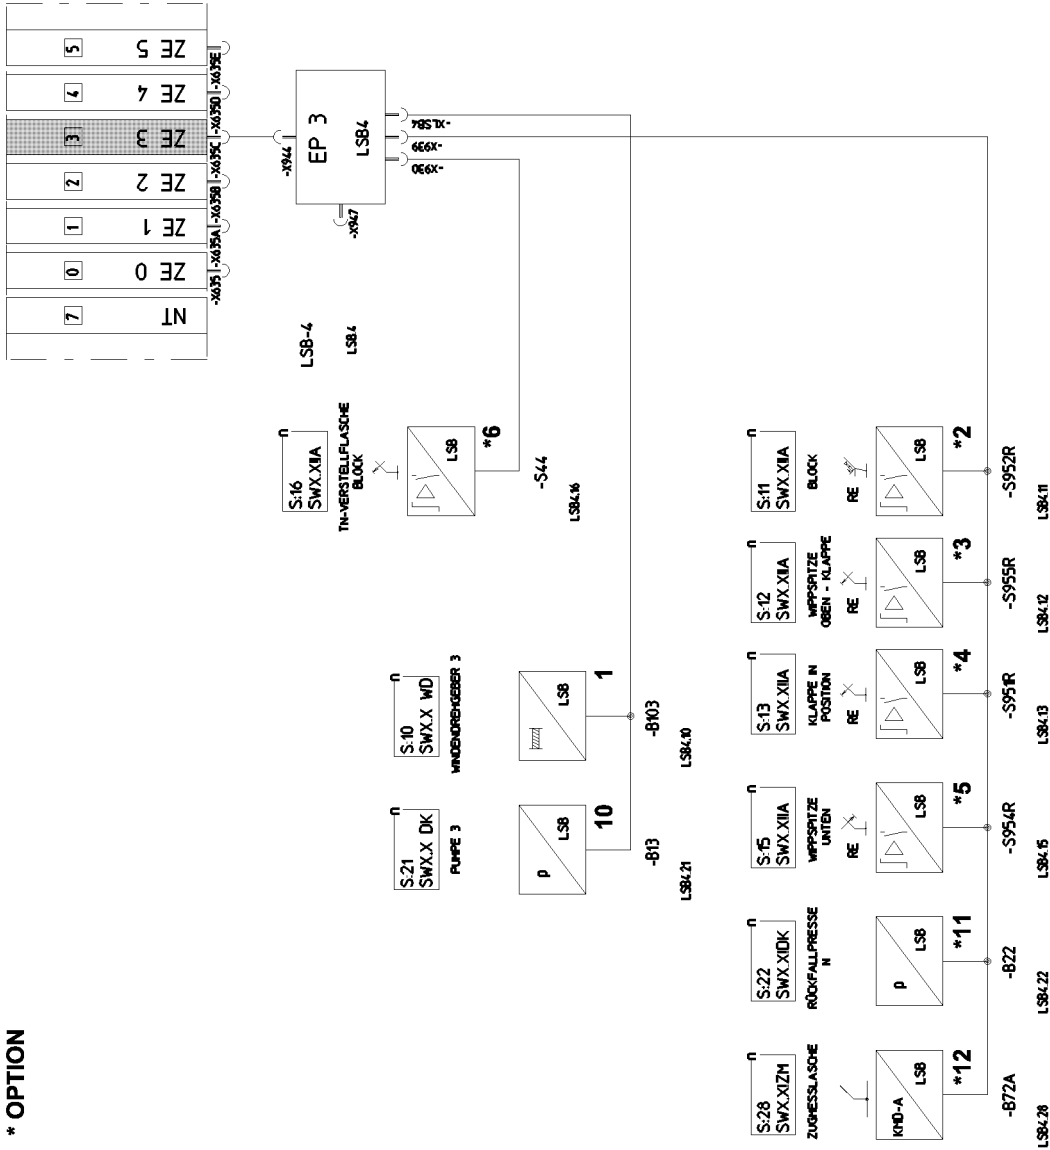 5 ZE 5
4 ZE 4
3 ZE 3
2 ZE 2
1 ZE 1
0 ZE 0
7 NT
-X635E
-X635D
-X635C
-X635B
-X635A
-X635
-X944
EP 3
LSB4
-XLSB4
-X939
-X930
-X947
LSB-4
LSB.4
n
S:16
SWX.XIIA
TN-VERSTELLFLASCHE
BLOCK
LSB
*6
-S44
LSB4.16
n
S:10
SWX.X WD
WINDENDREHGEBER 3
LSB
1
-B103
LSB4.10
n
S:21
SWX.X DK
PUMPE 3
p
LSB
10
-B13
LSB4.21
n
S:11
SWX.XIIA
BLOCK
RE
LSB
*2
-S952R
LSB4.11
n
S:12
SWX.XIIA
WIPPSPITZE
OBEN - KLAPPE
RE
LSB
*3
-S955R
LSB4.12
n
S:13
SWX.XIIA
KLAPPE IN
POSITION
RE
LSB
*4
-S951R
LSB4.13
n
S:15
SWX.XIIA
WIPPSPITZE
UNTEN
RE
LSB
*5
-S954R
LSB4.15
n
S:22
SWX.XIDK
RÜCKFALLPRESSE
N
p
LSB
*11
-B22
LSB4.22
n
S:28
SWX.XIZM
ZUGMESSLASCHE
KMD-A
LSB
*12
-B72A
LSB4.28
* OPTION